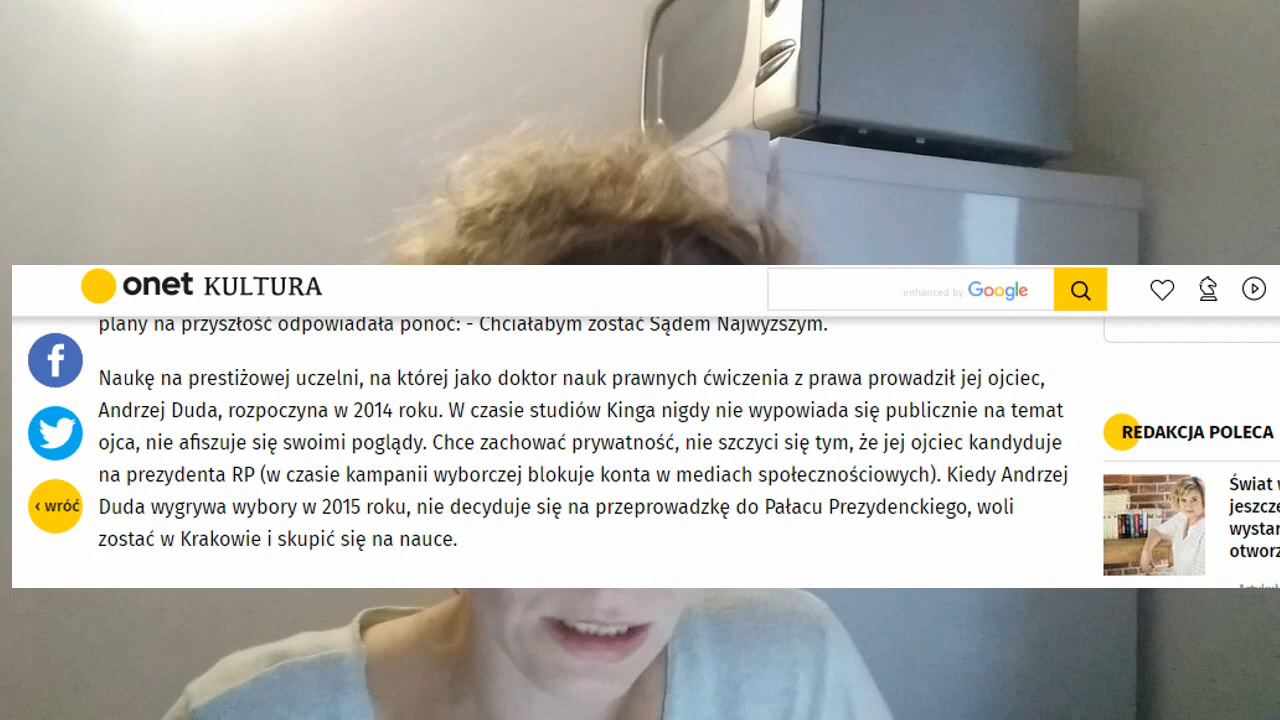 onet KULTURA
enhanced by Google
plany na przyszłość odpowiadała ponoć: - Chciałabym zostać Sądem Najwyższym.
Naukę na prestiżowej uczelni, na której jako doktor nauk prawnych ćwiczenia z prawa prowadził jej ojciec,
Andrzej Duda, rozpoczyna w 2014 roku. W czasie studiów Kinga nigdy nie wypowiada się publicznie na temat
ojca, nie afiszuje się swoimi poglądy. Chce zachować prywatność, nie szczyci się tym, że jej ojciec kandyduje
na prezydenta RP (w czasie kampanii wyborczej blokuje konta w mediach społecznościowych). Kiedy Andrzej
Duda wygrywa wybory w 2015 roku, nie decyduje się na przeprowadzkę do Pałacu Prezydenckiego, woli
zostać w Krakowie i skupić się na nauce.
‹ wróć
REDAKCJA POLECA
Świat w
jeszcze
wystar
otworz